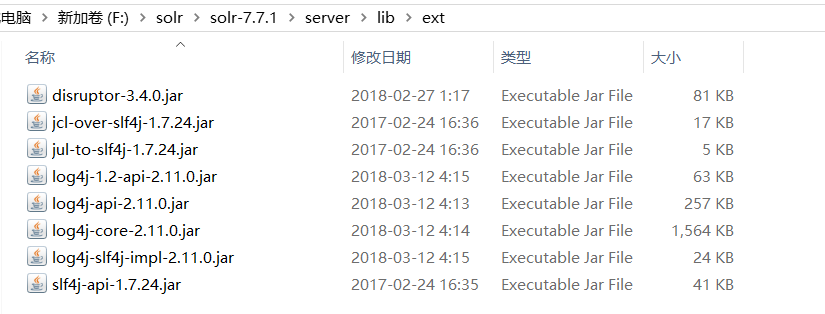 电脑 > 新加卷 (F:) > solr > solr-7.7.1 > server > lib > ext
名称 修改日期 类型 大小
disruptor-3.4.0.jar 2018-02-27 1:17 Executable Jar File 81 KB
jcl-over-slf4j-1.7.24.jar 2017-02-24 16:36 Executable Jar File 17 KB
jul-to-slf4j-1.7.24.jar 2017-02-24 16:36 Executable Jar File 5 KB
log4j-1.2-api-2.11.0.jar 2018-03-12 4:15 Executable Jar File 63 KB
log4j-api-2.11.0.jar 2018-03-12 4:13 Executable Jar File 257 KB
log4j-core-2.11.0.jar 2018-03-12 4:14 Executable Jar File 1,564 KB
log4j-slf4j-impl-2.11.0.jar 2018-03-12 4:15 Executable Jar File 24 KB
slf4j-api-1.7.24.jar 2017-02-24 16:35 Executable Jar File 41 KB